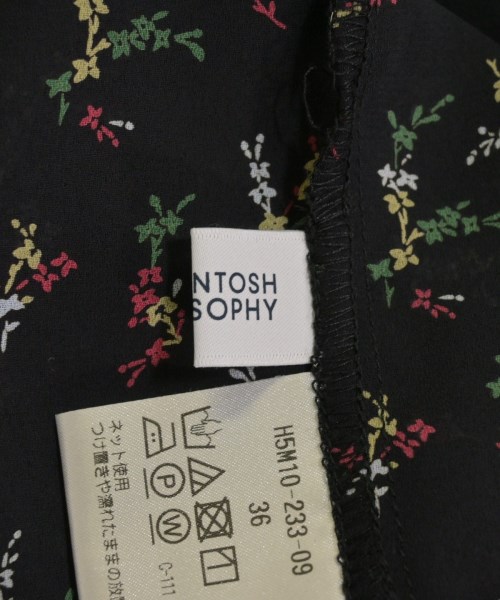 NTOSH
SOPHY
H5M10-233-09
36
P
W
C-111
ネット使用
つけ置きや濡れたままの放置